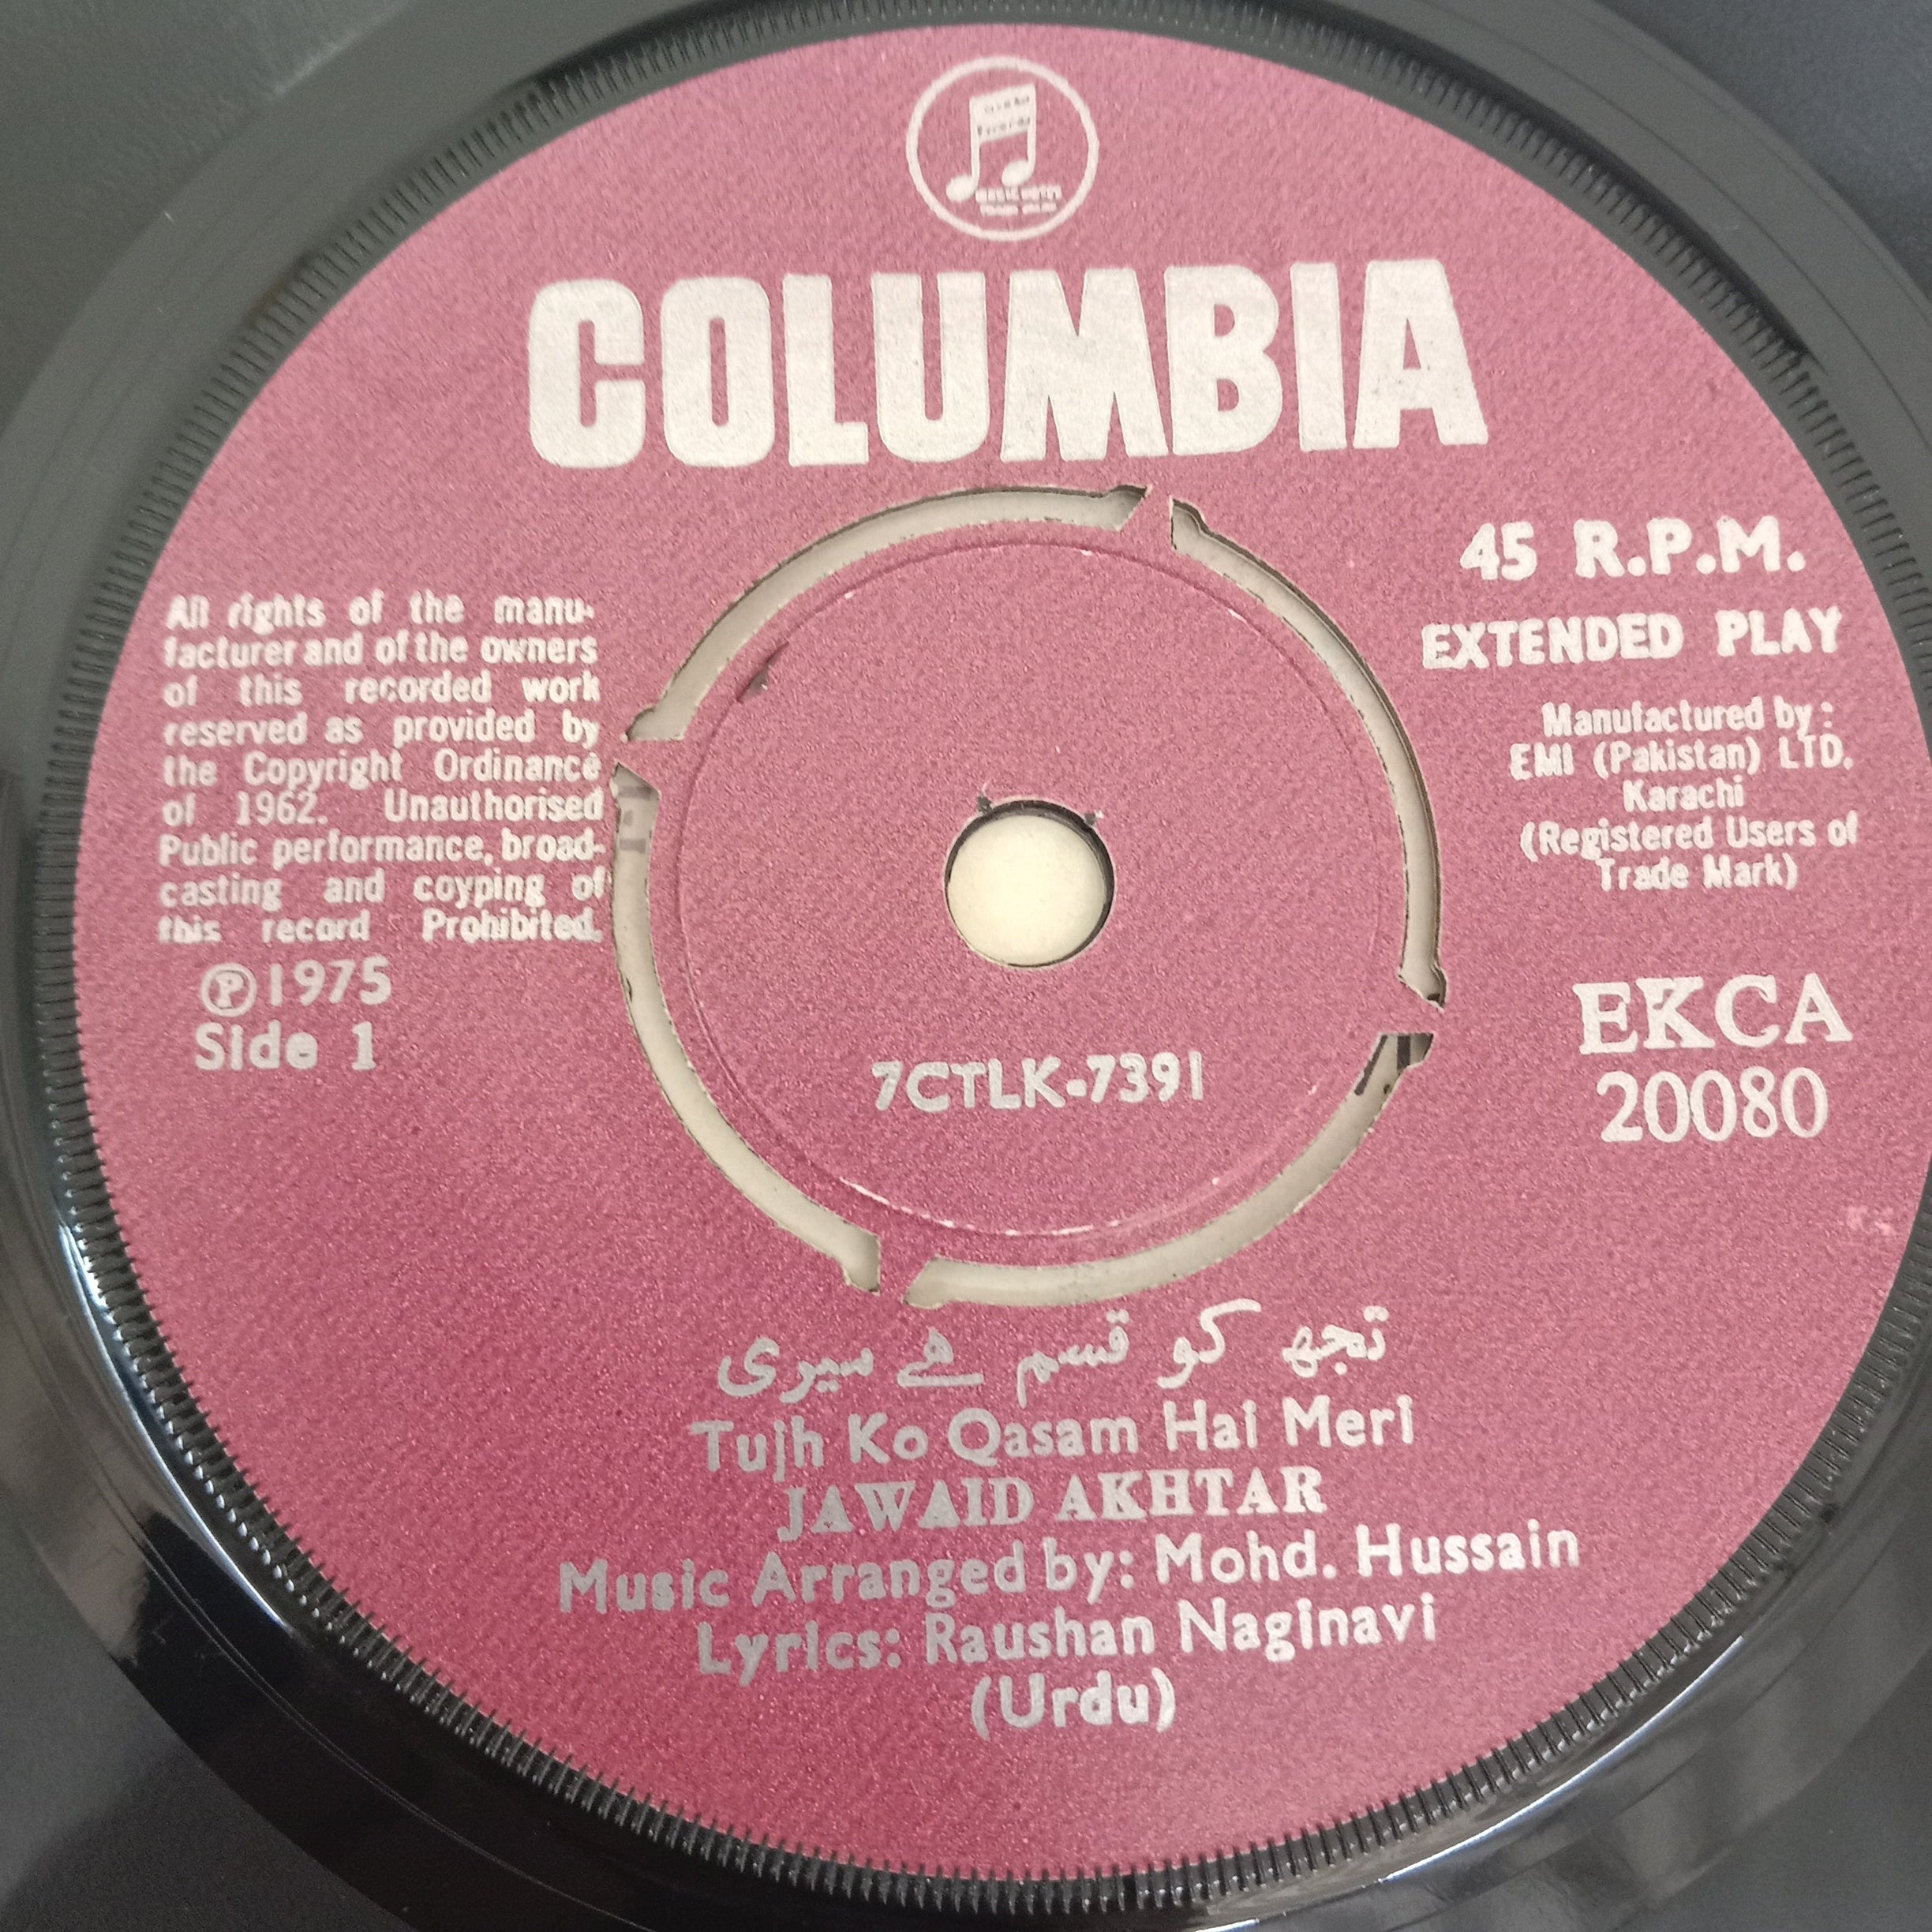 COLUMBIA
45 R.P.M.
EXTENDED PLAY
Manufactured by:
EMI (Pakistan) LTD.
Karachi
(Registered Users of
Trade Mark)
All rights of the manu-
facturer and of the owners
of this recorded work
reserved as provided by
the Copyright Ordinance
of 1962. Unauthorised
Public performance, broad-
casting and coyping of
this record Prohibited.
Ⓟ1975
Side 1
EKCA
20080
7CTLK-7391
تجھ کو قسم ھے میری
Tujh Ko Qasam Hai Meri
JAWAID AKHTAR
Music Arranged by: Mohd. Hussain
Lyrics: Raushan Naginavi
(Urdu)